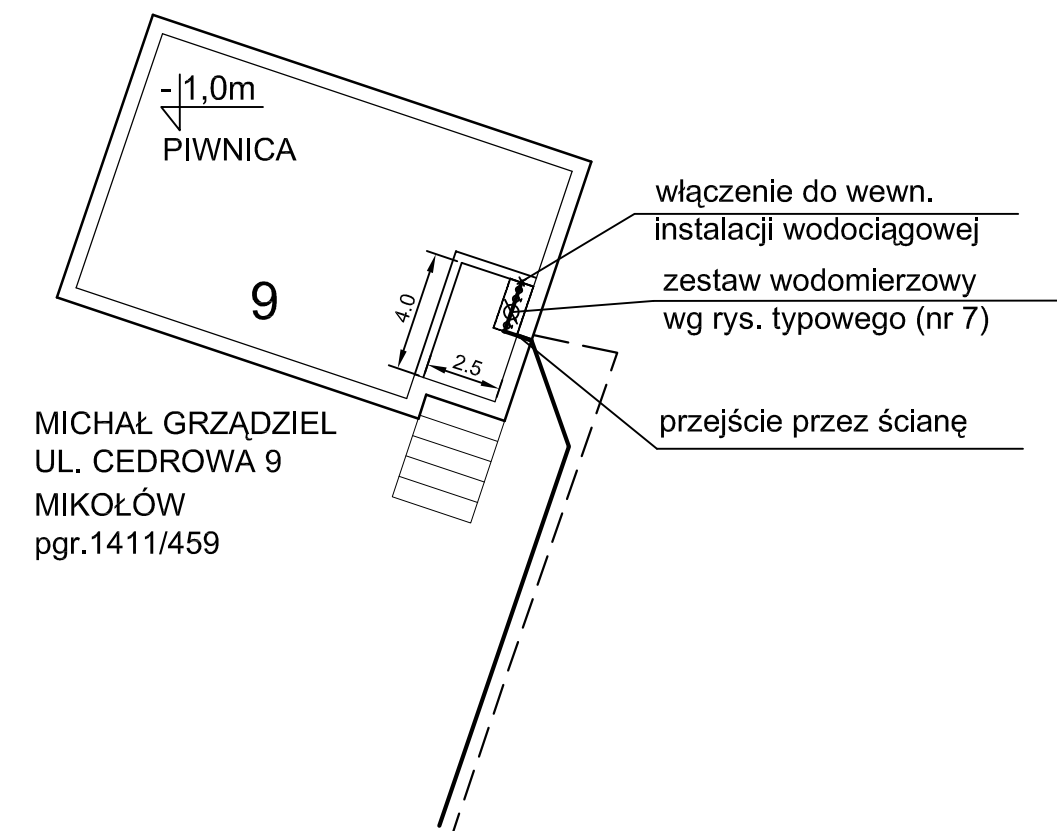 - 1,0m
PIWNICA
włączenie do wewn.
instalacji wodociągowej
zestaw wodomierzowy
wg rys. typowego (nr 7)
9
4.0
2.5
przejście przez ścianę
MICHAŁ GRZĄDZIEL
UL. CEDROWA 9
MIKOŁÓW
pgr.1411/459